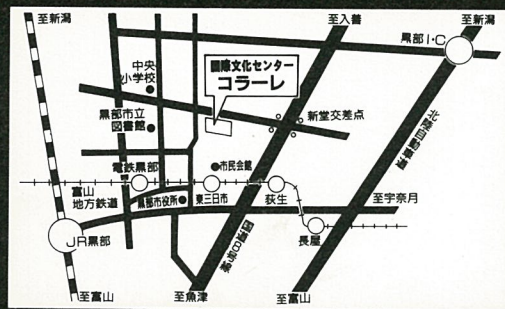 至新潟
至入善
至新潟
黒部I・C
中央
小学校
国際文化センター
コラーレ
黒部市立
図書館
新堂交差点
北陸自動車道
電鉄黒部
市民会館
富山
地方鉄道
黒部市役所
東三日市
荻生
至宇奈月
長屋
国道8号線
JR黒部
至富山
至魚津
至富山